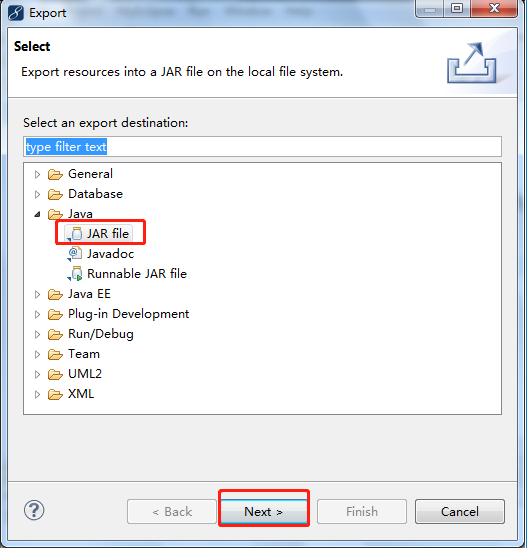 Export
Select
Export resources into a JAR file on the local file system.
Select an export destination:
type filter text
General
Database
Java
JAR file
Javadoc
Runnable JAR file
Java EE
Plug-in Development
Run/Debug
Team
UML2
XML
? < Back Next > Finish Cancel